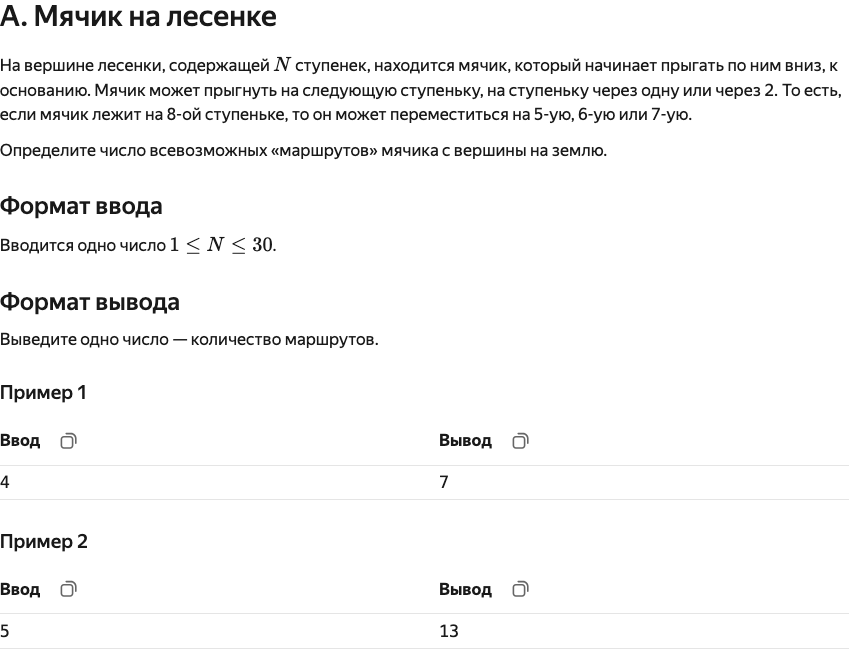 А. Мячик на лесенке
На вершине лесенки, содержащей N ступенек, находится мячик, который начинает прыгать по ним вниз, к
основанию. Мячик может прыгнуть на следующую ступеньку, на ступеньку через одну или через 2. То есть,
если мячик лежит на 8-ой ступеньке, то он может переместиться на 5-ую, 6-ую или 7-ую.
Определите число всевозможных «маршрутов» мячика с вершины на землю.
Формат ввода
Вводится одно число 1 ≤ N ≤ 30.
Формат вывода
Выведите одно число — количество маршрутов.
Пример 1
Ввод Вывод
4 7
Пример 2
Ввод Вывод
5 13